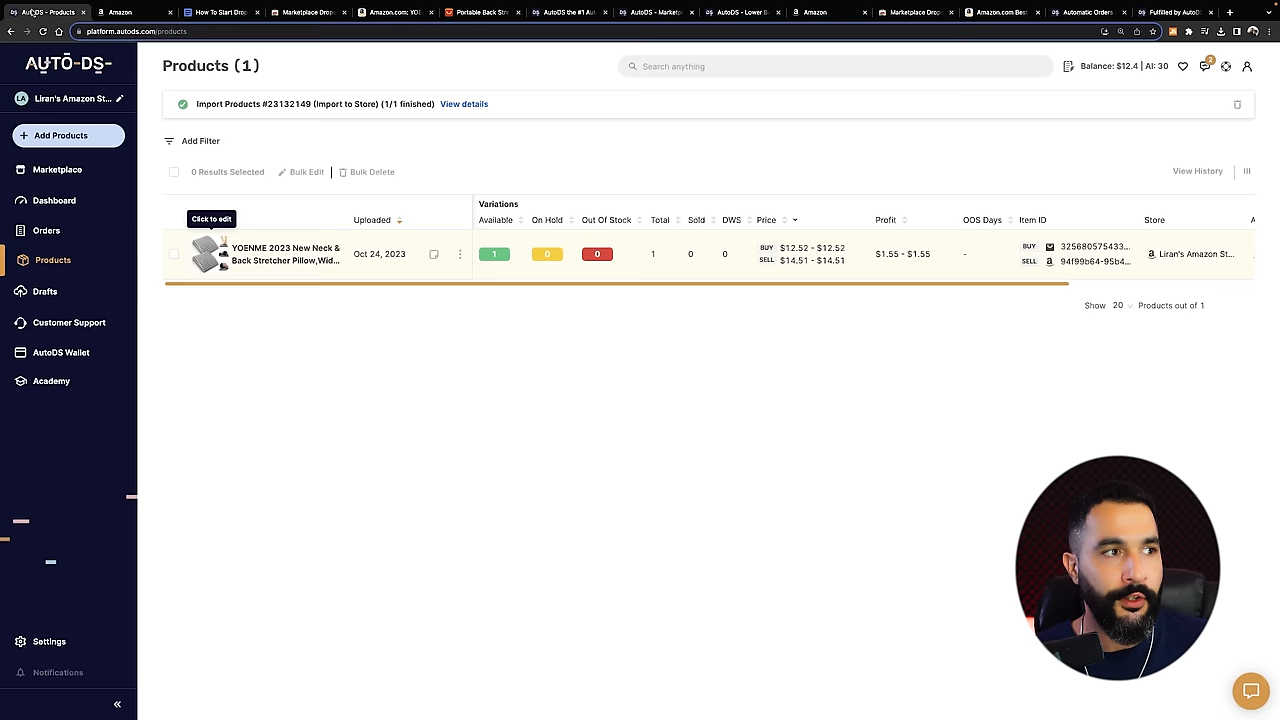 AutoDS - Products
Amazon
How To Start Drop
Marketplace Drop
Amazon.com: YO
Portable Back Stre
AutoDS the #1 Aut
AutoDS - Marketpl
AutoDS - Lower B
Amazon
Marketplace Drop
Amazon.com Best
Automatic Orders
Fulfilled by AutoD
platform.autods.com/products
AUTO-DS-
Products (1)
Search anything
Balance: $12.4 | AI: 30
2
LA Liran's Amazon St...
Import Products #23132149 (Import to Store) (1/1 finished) View details
+ Add Products
Add Filter
Marketplace
0 Results Selected Bulk Edit | Bulk Delete
View History
Dashboard
Variations
Click to edit
Uploaded
Available On Hold Out Of Stock Total Sold DWS Price Profit OOS Days Item ID Store
Orders
Products
YOENME 2023 New Neck &
Back Stretcher Pillow,Wid...
Oct 24, 2023
1 0 0 1 0 0
BUY $12.52 - $12.52
SELL $14.51 - $14.51
$1.55 - $1.55
-
BUY 325680575433...
SELL 94f99b64-95b4...
Liran's Amazon St...
Drafts
Show 20 Products out of 1
Customer Support
AutoDS Wallet
Academy
Settings
Notifications